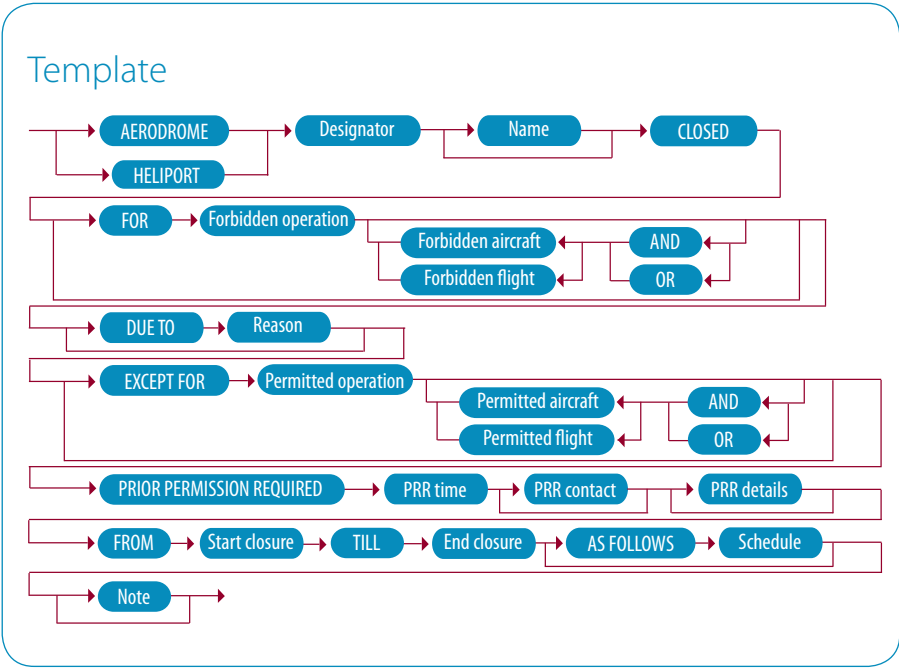 Template
AERODROME Designator Name CLOSED
HELIPORT
FOR Forbidden operation
Forbidden aircraft AND
Forbidden flight OR
DUE TO Reason
EXCEPT FOR Permitted operation
Permitted aircraft AND
Permitted flight OR
PRIOR PERMISSION REQUIRED PRR time PRR contact PRR details
FROM Start closure TILL End closure AS FOLLOWS Schedule
Note